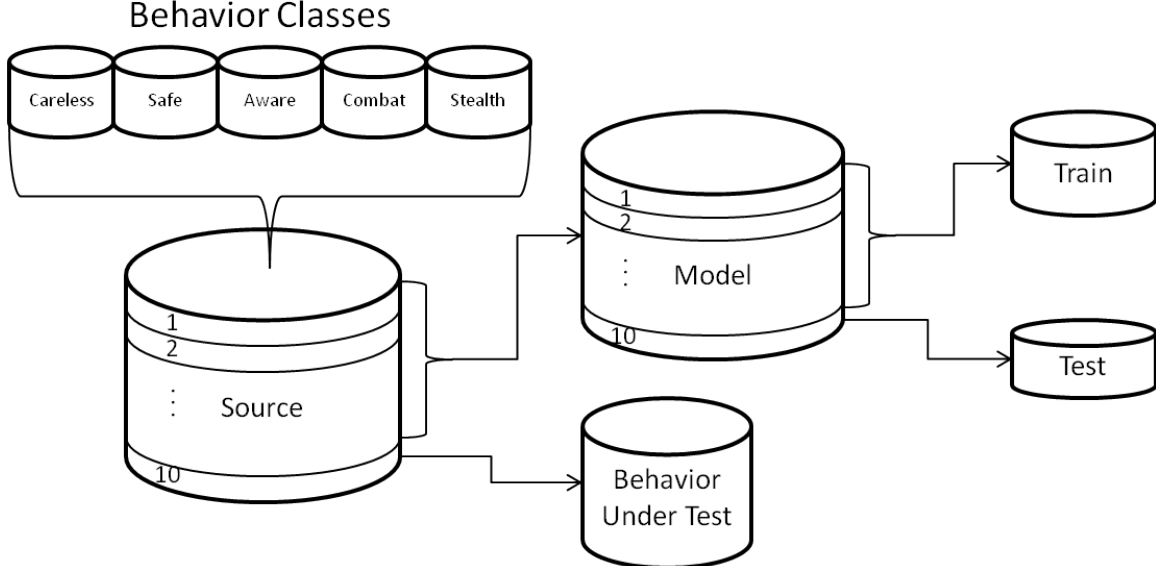 Behavior Classes
Careless
Safe
Aware
Combat
Stealth
1
2
⋮
Source
10
1
2
⋮
Model
10
Train
Test
Behavior
Under Test